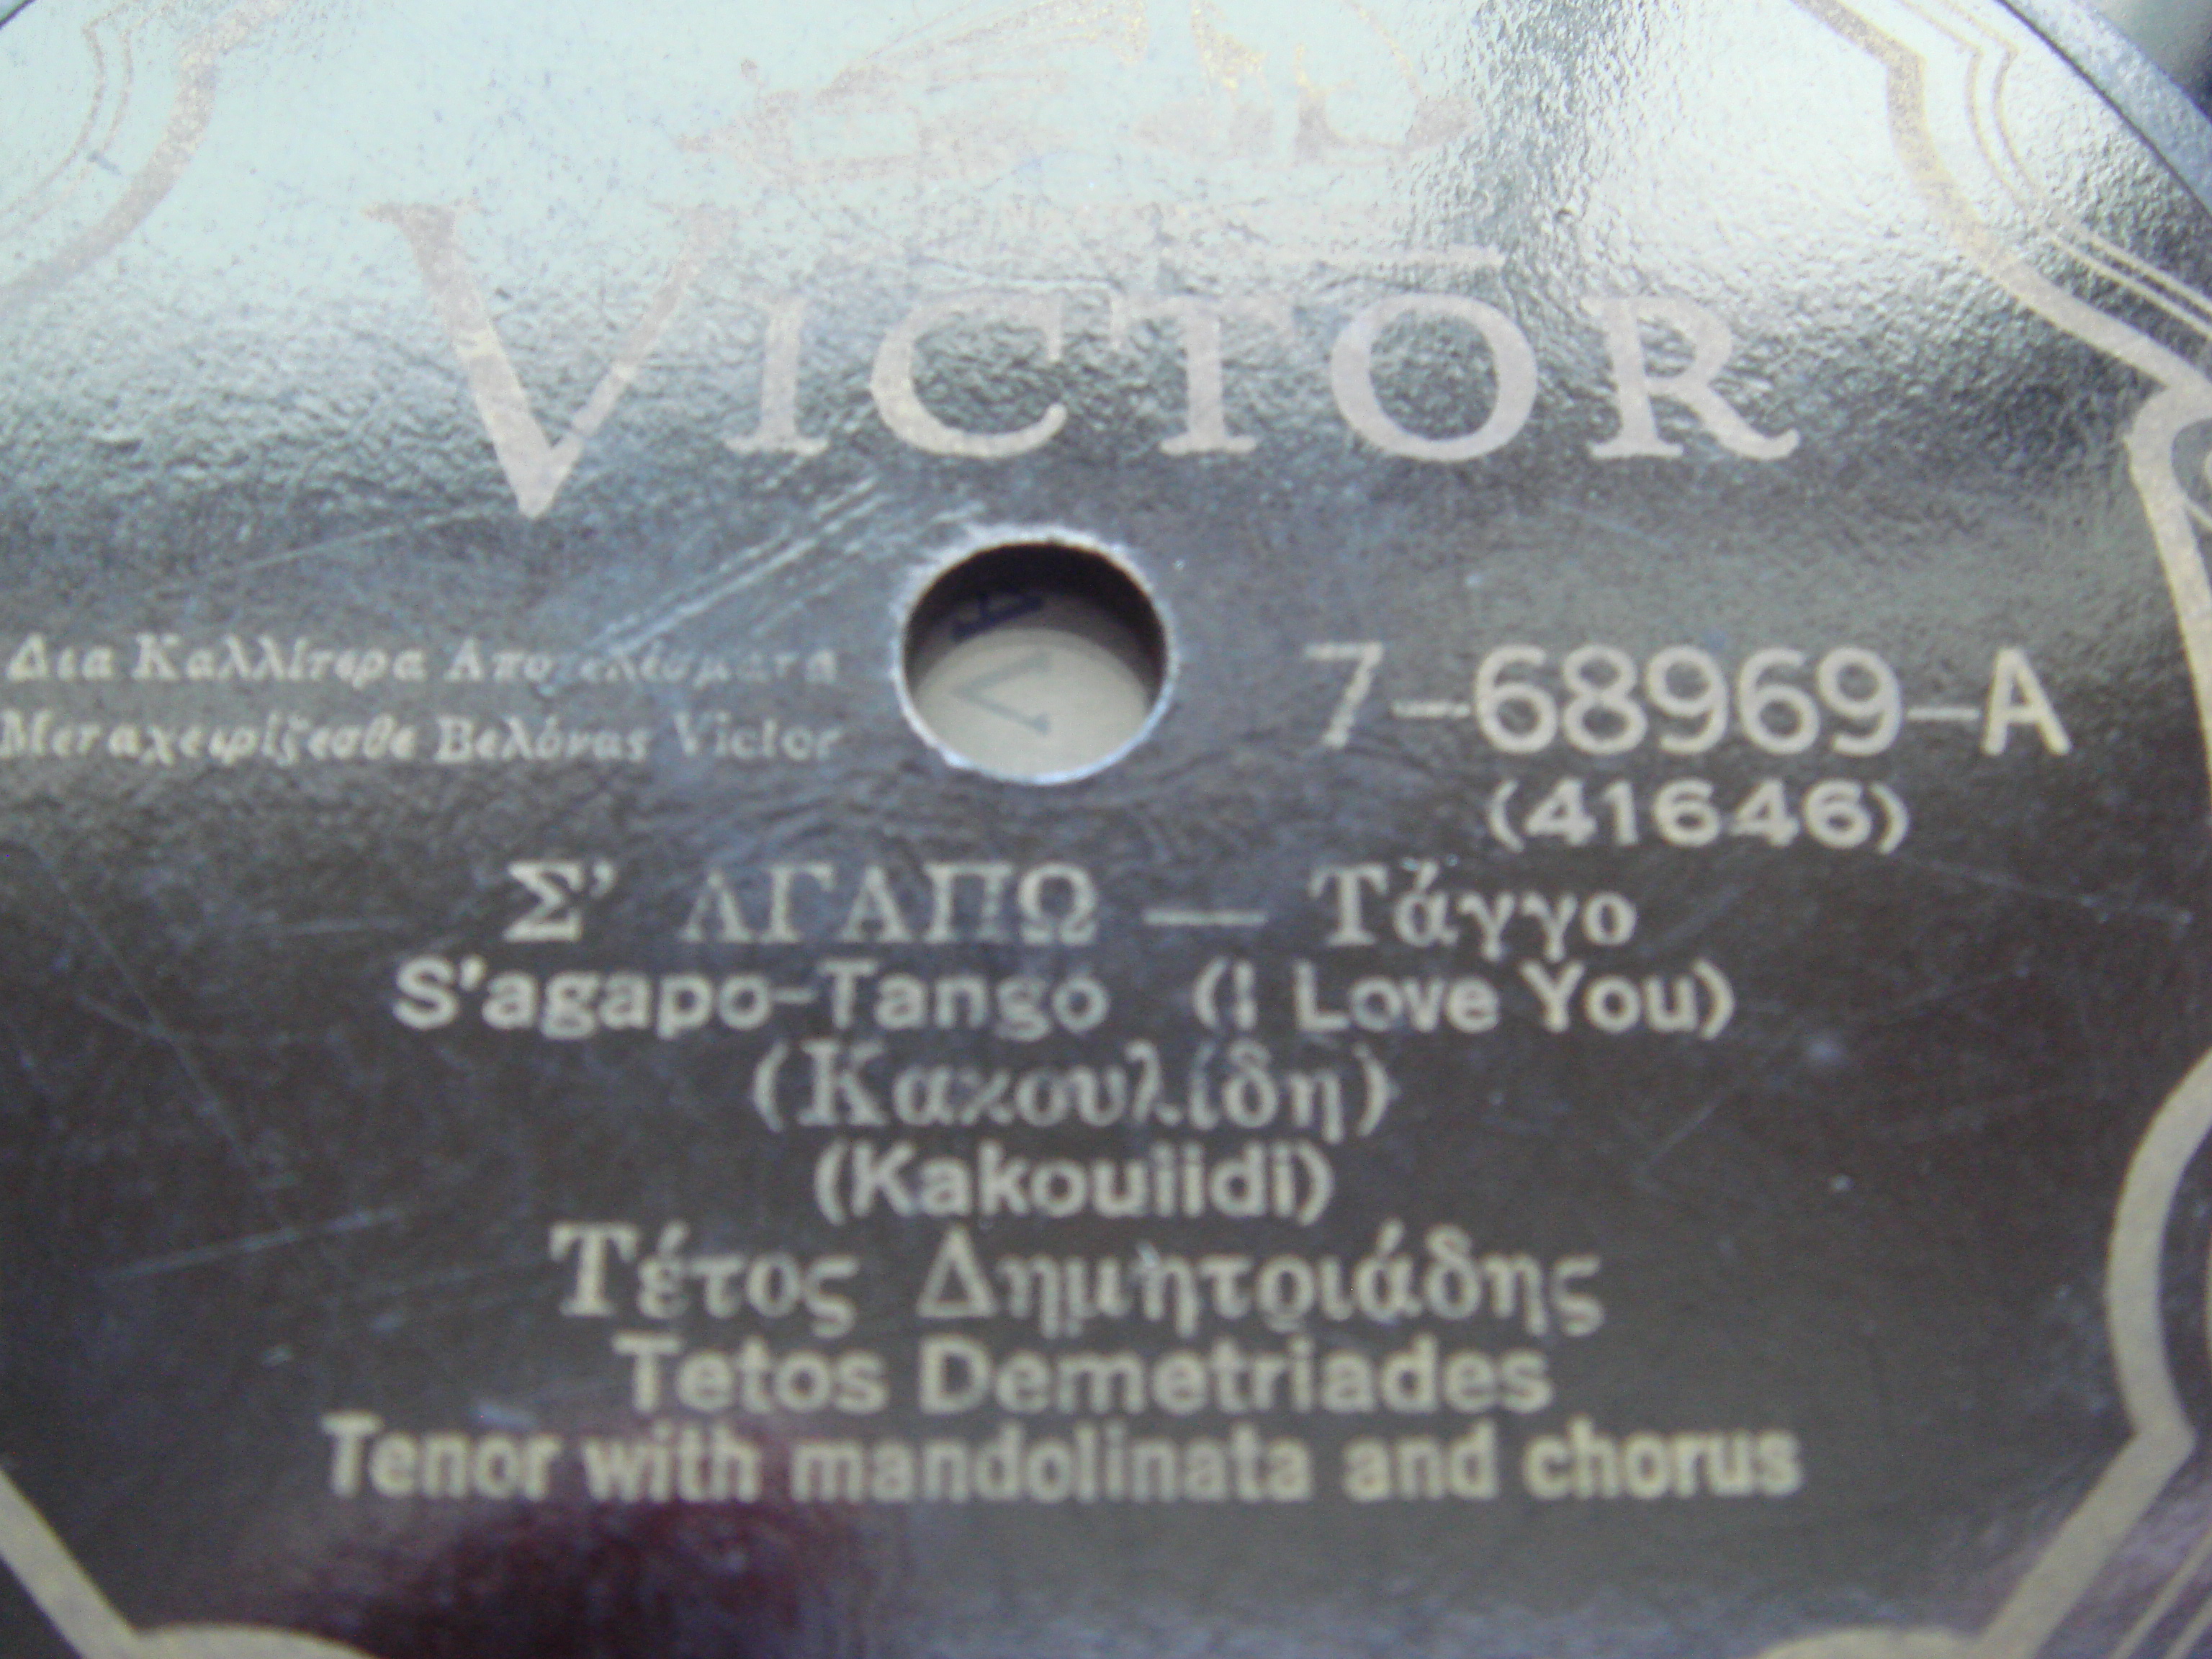 VICTOR
Δια Καλλίτερα Αποτελέσματα
Μεταχειρίζεσθε Βελόνας Victor
7-68969-A
(41646)
Σ' ΑΓΑΠΩ — Τάγγο
S'agapo-Tango (I Love You)
(Κακουλίδη)
(Kakoulidi)
Τέτος Δημητριάδης
Tetos Demetriades
Tenor with mandolinata and chorus